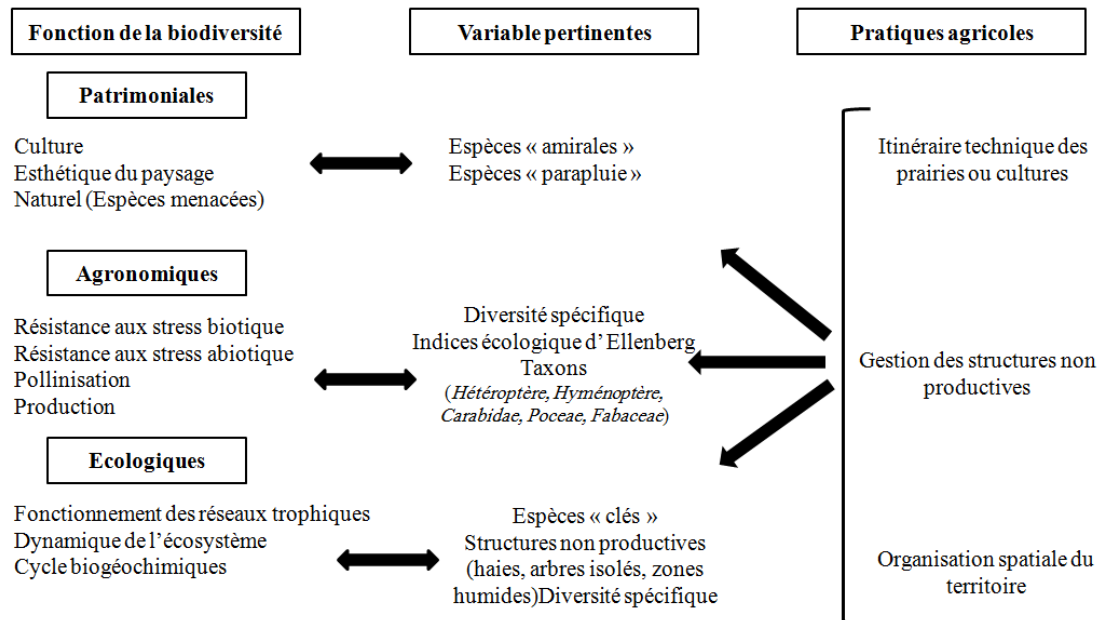 Fonction de la biodiversité
Variable pertinentes
Pratiques agricoles
Patrimoniales
Culture
Esthétique du paysage
Naturel (Espèces menacées)
Espèces « amirales »
Espèces « parapluie »
Itinéraire technique des
prairies ou cultures
Agronomiques
Résistance aux stress biotique
Résistance aux stress abiotique
Pollinisation
Production
Diversité spécifique
Indices écologique d’Ellenberg
Taxons
(Hétéroptère, Hyménoptère,
Carabidae, Poceae, Fabaceae)
Gestion des structures non
productives
Ecologiques
Fonctionnement des réseaux trophiques
Dynamique de l’écosystème
Cycle biogéochimiques
Espèces « clés »
Structures non productives
(haies, arbres isolés, zones
humides)Diversité spécifique
Organisation spatiale du
territoire